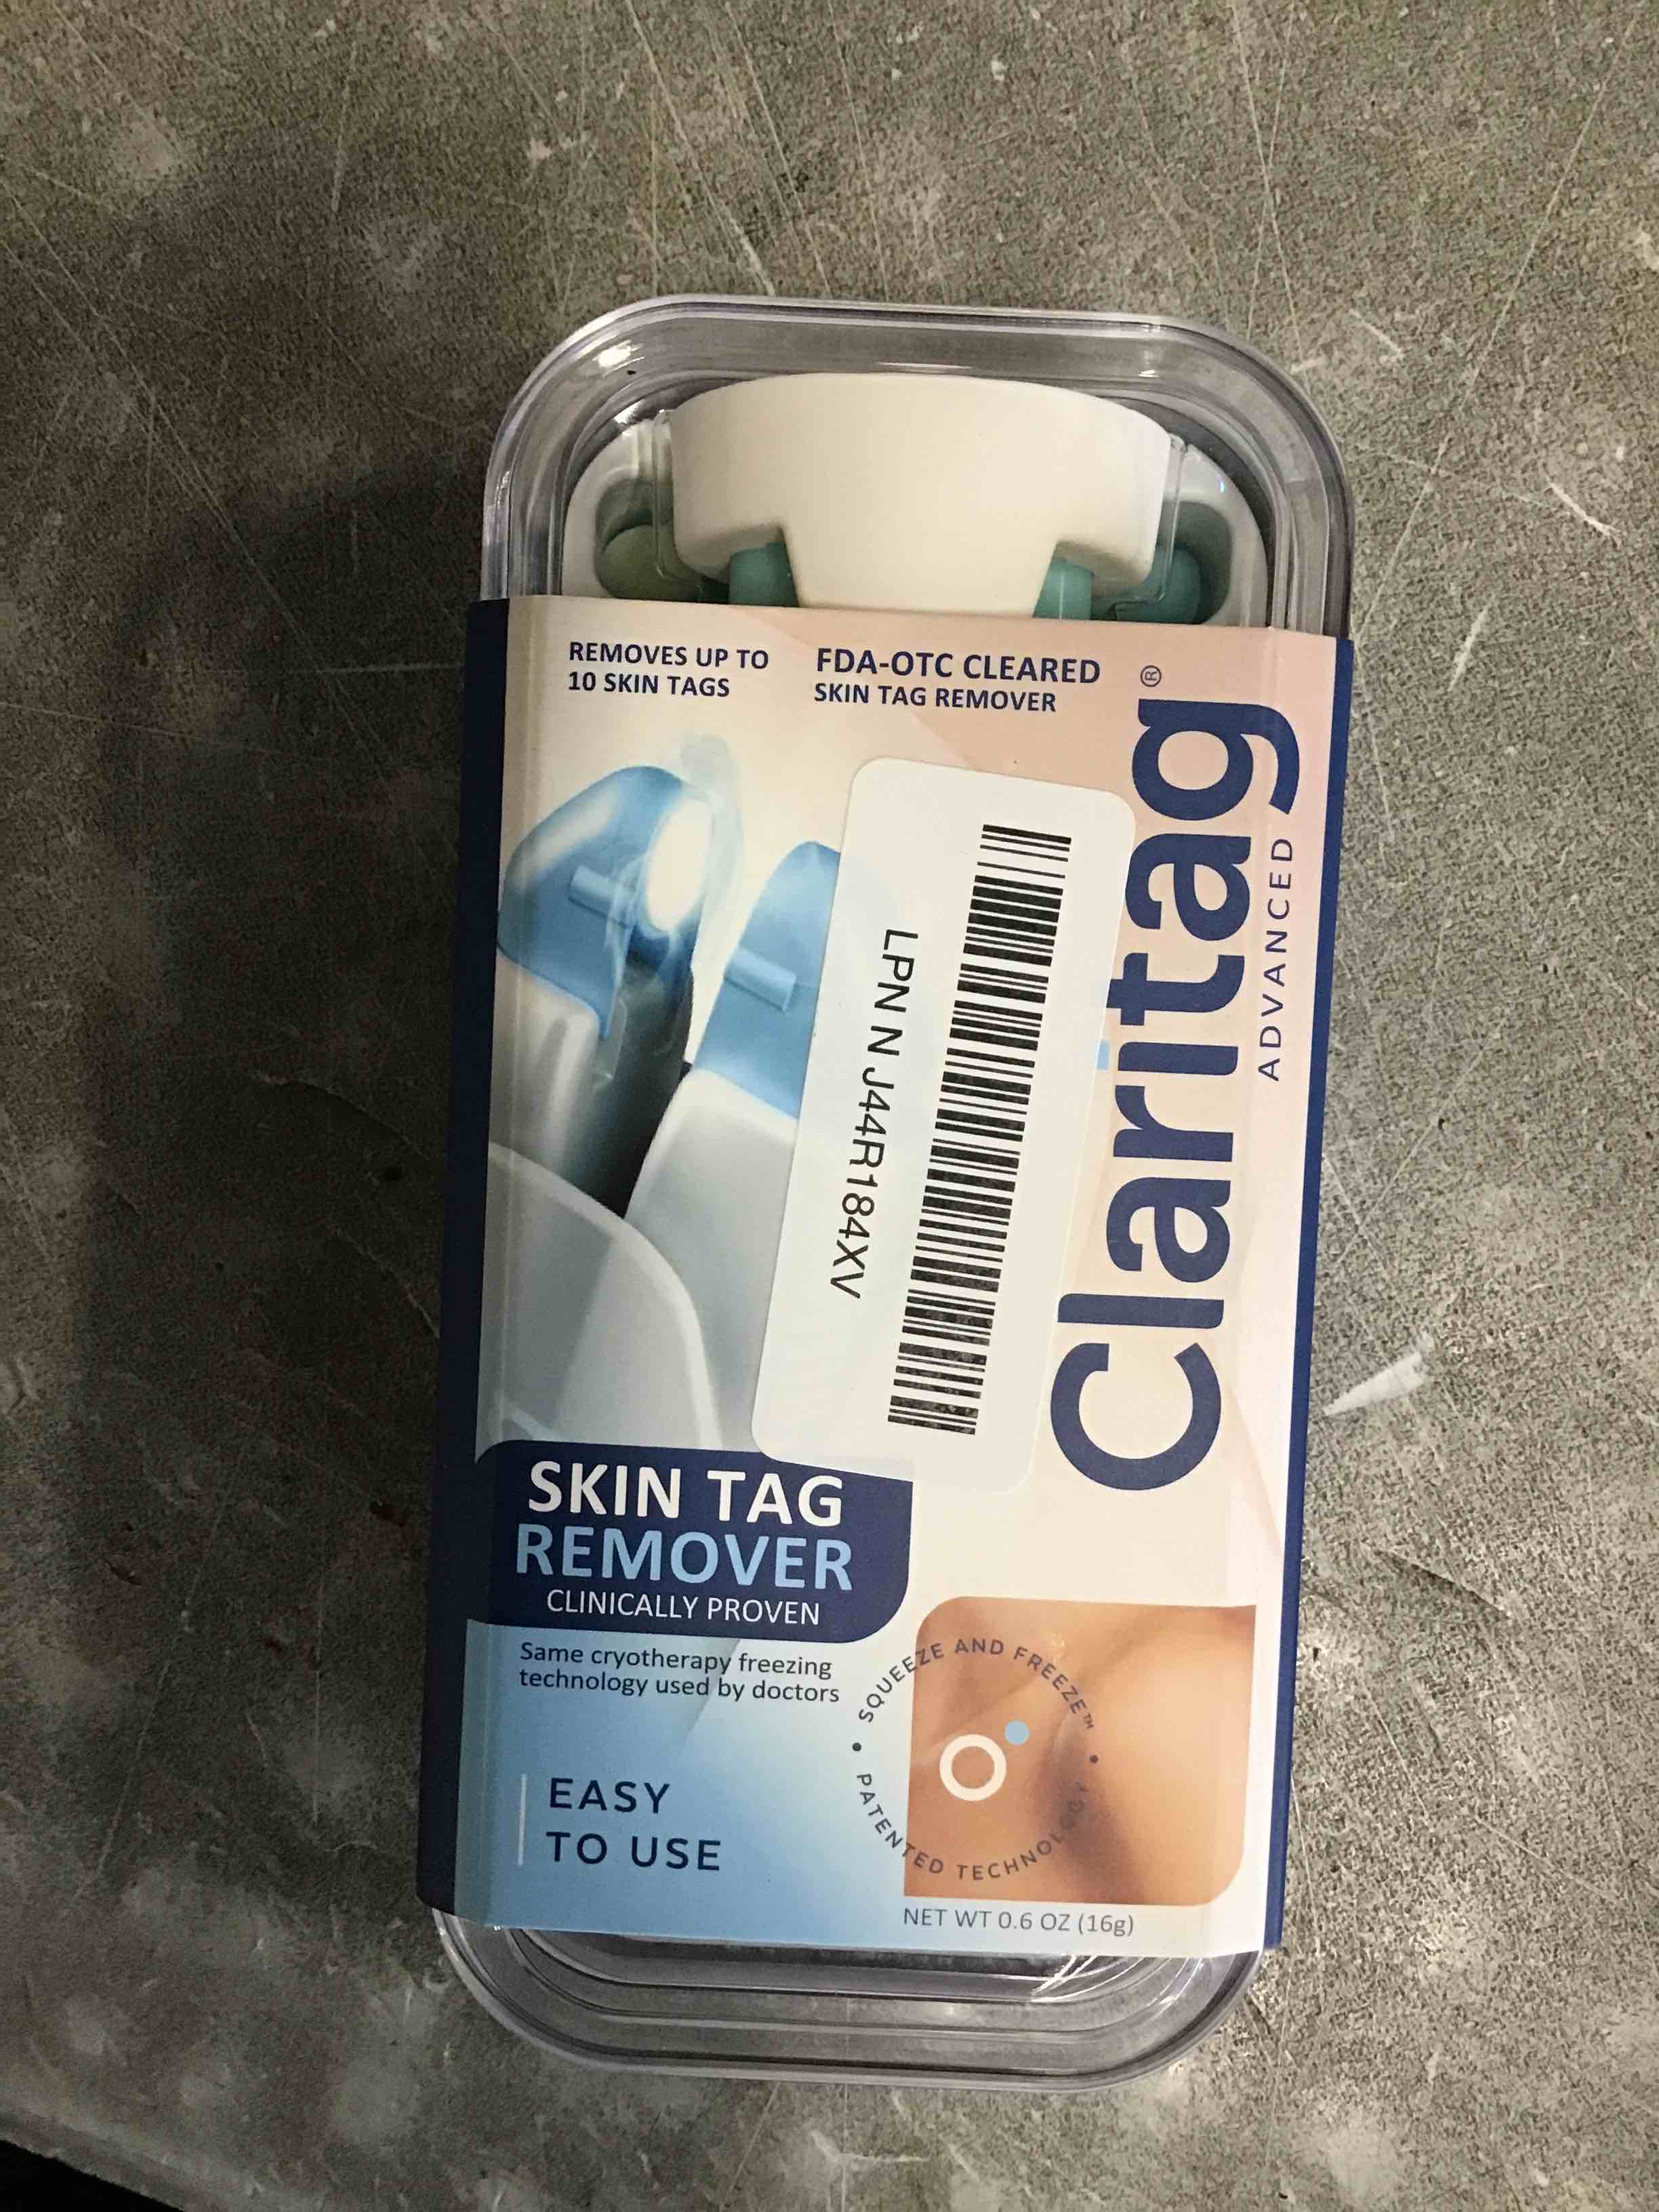 REMOVES UP TO
10 SKIN TAGS
FDA-OTC CLEARED
SKIN TAG REMOVER
Claritag®
ADVANCED
LPN N J44R184XV
SKIN TAG
REMOVER
CLINICALLY PROVEN
Same cryotherapy freezing
technology used by doctors
SQUEEZE AND FREEZE™ • PATENTED TECHNOLOGY •
EASY
TO USE
NET WT 0.6 OZ (16g)